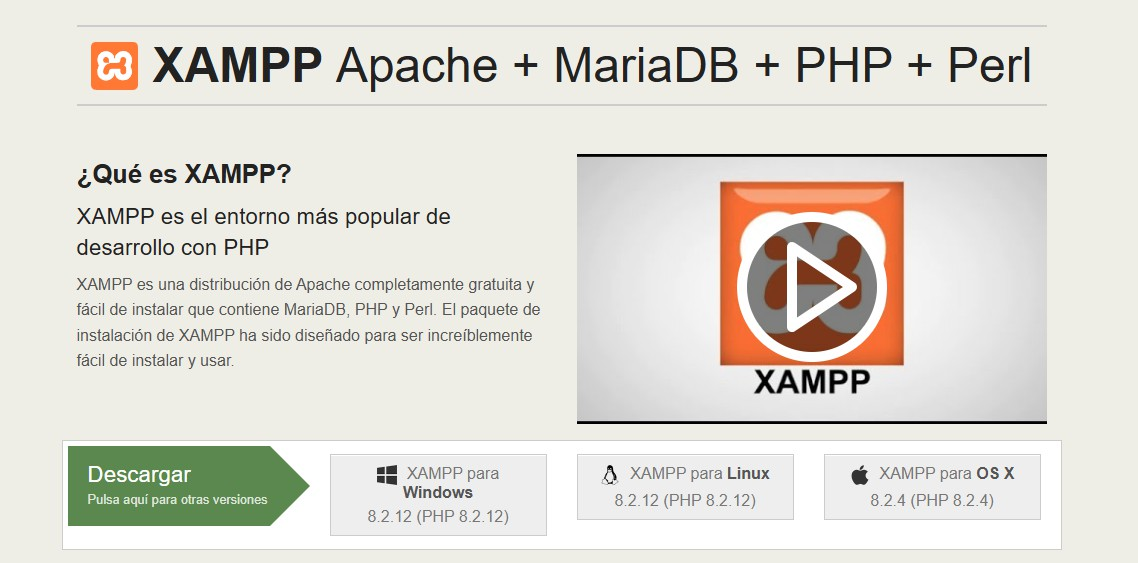 XAMPP Apache + MariaDB + PHP + Perl
¿Qué es XAMPP?
XAMPP es el entorno más popular de
desarrollo con PHP
XAMPP es una distribución de Apache completamente gratuita y
fácil de instalar que contiene MariaDB, PHP y Perl. El paquete de
instalación de XAMPP ha sido diseñado para ser increíblemente
fácil de instalar y usar.
XAMPP
Descargar
Pulsa aquí para otras versiones
XAMPP para
Windows
8.2.12 (PHP 8.2.12)
XAMPP para Linux
8.2.12 (PHP 8.2.12)
XAMPP para OS X
8.2.4 (PHP 8.2.4)